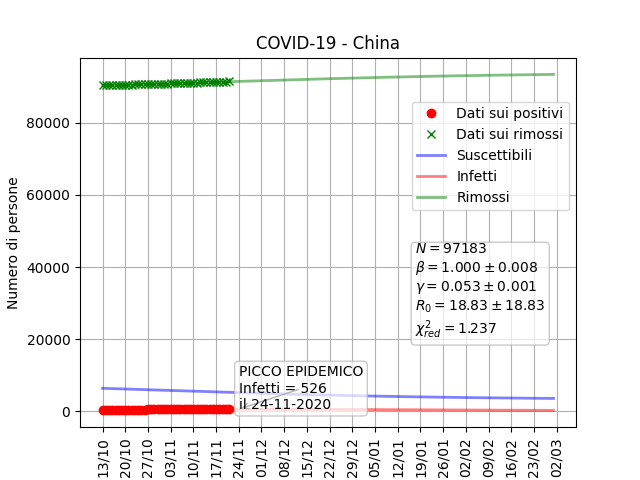 COVID-19 - China
Numero di persone
80000
60000
40000
20000
0
Dati sui positivi
Dati sui rimossi
Suscettibili
Infetti
Rimossi
N = 97183
β = 1.000 ± 0.008
γ = 0.053 ± 0.001
R₀ = 18.83 ± 18.83
χ²red = 1.237
PICCO EPIDEMICO
Infetti = 526
il 24-11-2020
13/10
20/10
27/10
03/11
10/11
17/11
24/11
01/12
08/12
15/12
22/12
29/12
05/01
12/01
19/01
26/01
02/02
09/02
16/02
23/02
02/03